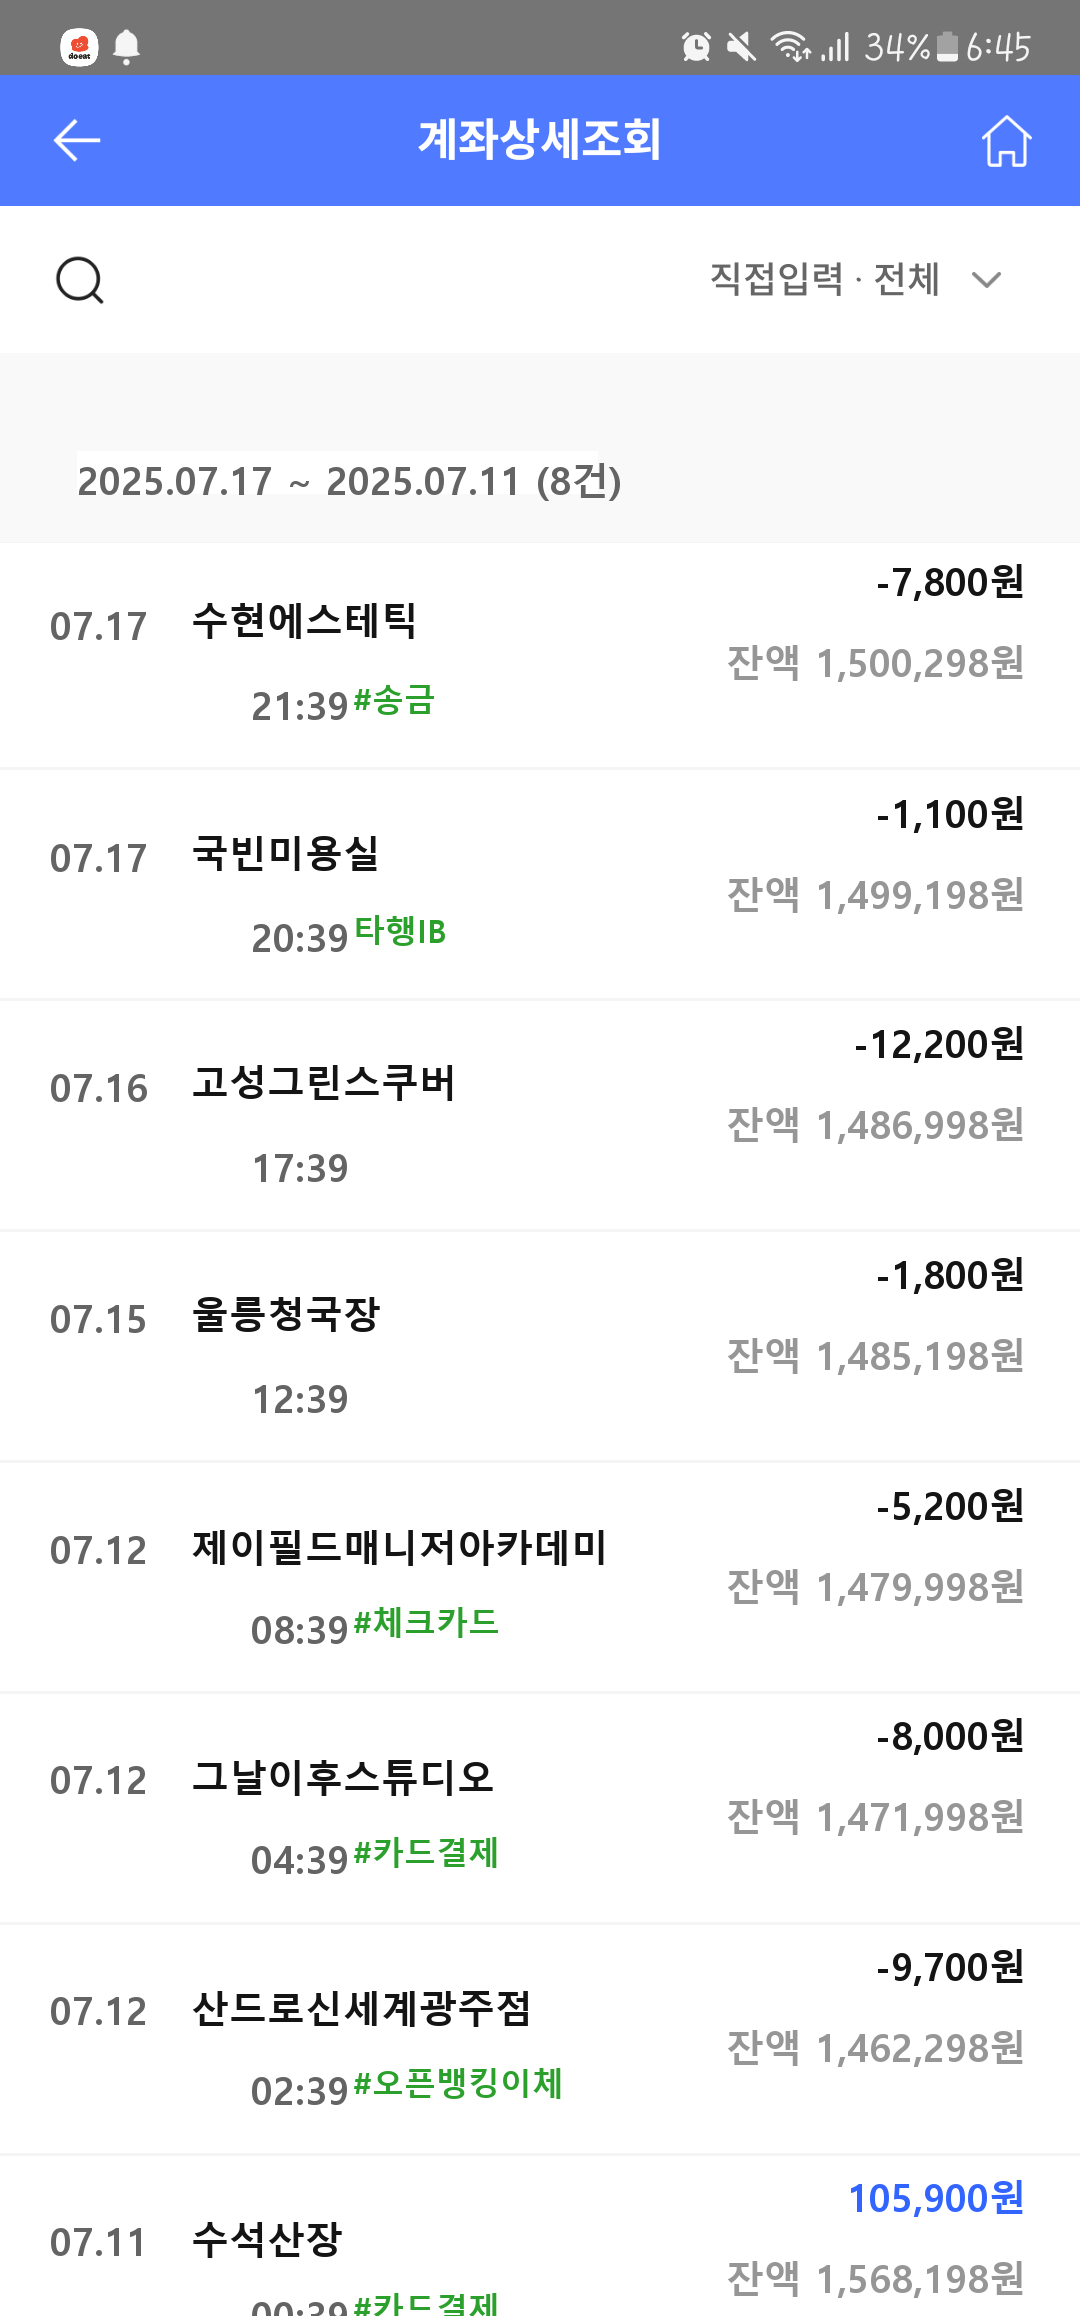 doeat
34% 6:45
계좌상세조회
직접입력 · 전체
2025.07.17 ~ 2025.07.11 (8건)
-7,800원
07.17 수현에스테틱
잔액 1,500,298원
21:39 #송금
-1,100원
07.17 국빈미용실
잔액 1,499,198원
20:39 타행IB
-12,200원
07.16 고성그린스쿠버
잔액 1,486,998원
17:39
-1,800원
07.15 울릉청국장
잔액 1,485,198원
12:39
-5,200원
07.12 제이필드매니저아카데미
잔액 1,479,998원
08:39 #체크카드
-8,000원
07.12 그날이후스튜디오
잔액 1,471,998원
04:39 #카드결제
-9,700원
07.12 산드로신세계광주점
잔액 1,462,298원
02:39 #오픈뱅킹이체
105,900원
07.11 수석산장
잔액 1,568,198원
00:39 #카드결제